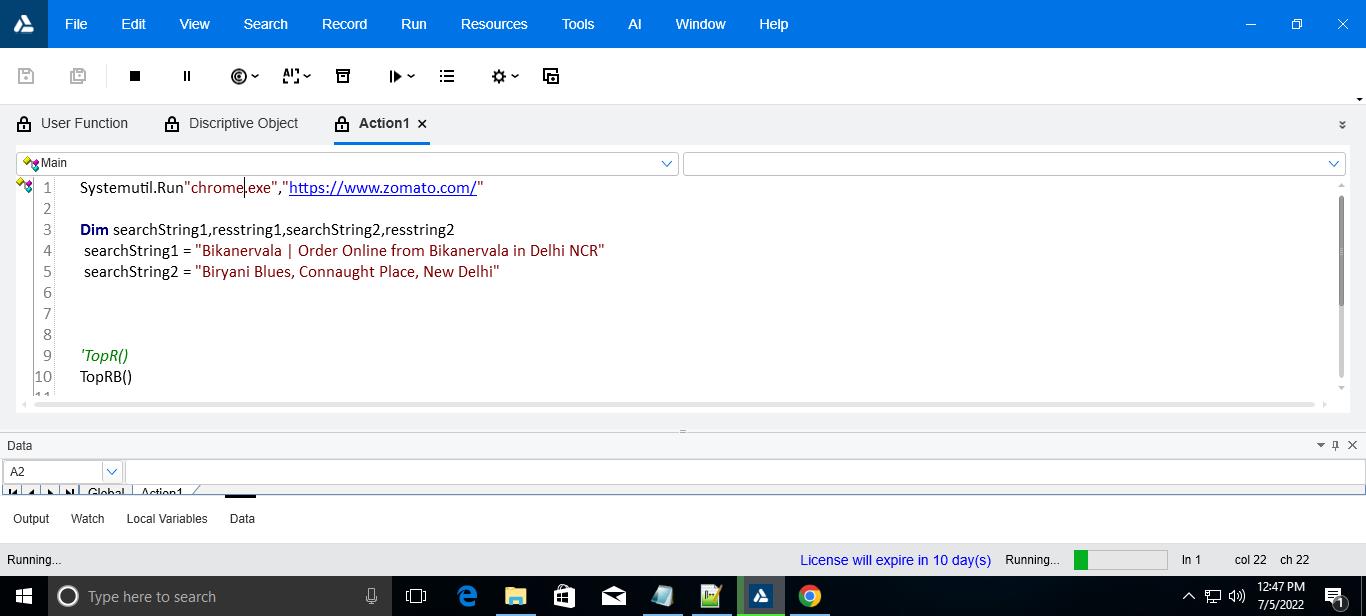 File Edit View Search Record Run Resources Tools AI Window Help
User Function Descriptive Object Action1
Main
1 Systemutil.Run"chrome.exe","https://www.zomato.com/"
2
3 Dim searchString1,resstring1,searchString2,resstring2
4 searchString1 = "Bikanervala | Order Online from Bikanervala in Delhi NCR"
5 searchString2 = "Biryani Blues, Connaught Place, New Delhi"
6
7
8
9 'TopR()
10 TopRB()
11
Data
A2
Global Action1
Output Watch Local Variables Data
Running... License will expire in 10 day(s) Running... ln 1 col 22 ch 22
Type here to search
12:47 PM
7/5/2022
1